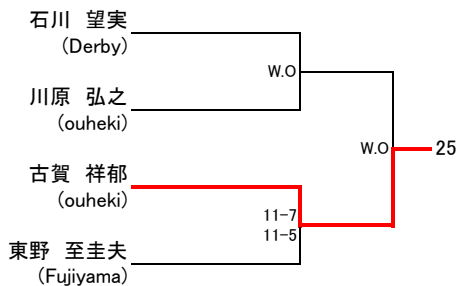 石川　望実
(Derby)
W.O
川原　弘之
(ouheki)
W.O
25
古賀　祥郁
(ouheki)
11-7
11-5
東野　至圭夫
(Fujiyama)